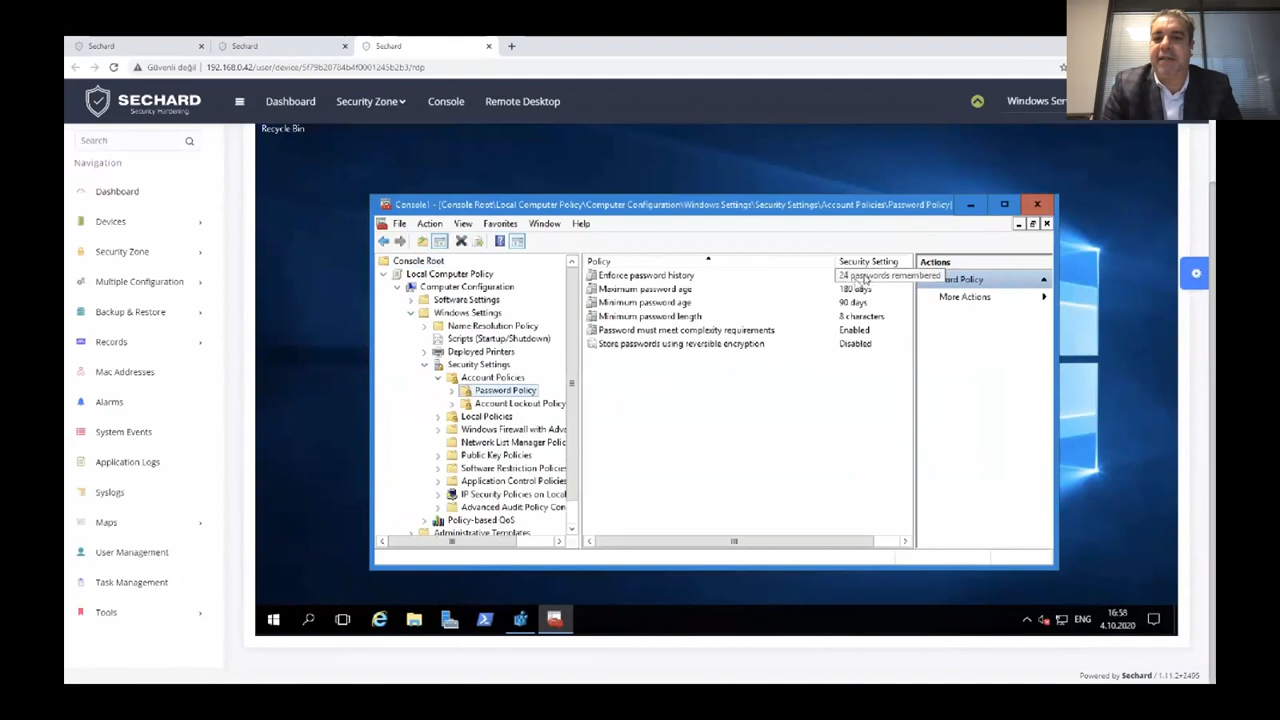 Sechard
Sechard
Sechard
Güvenli değil
192.168.0.42/user/device/5f79b20784b4f0001245b2b3/rdp
SECHARD
Security Hardening
Dashboard
Security Zone
Console
Remote Desktop
Windows Ser
Search
Navigation
Dashboard
Devices
Security Zone
Multiple Configuration
Backup & Restore
Records
Mac Addresses
Alarms
System Events
Application Logs
Syslogs
Maps
User Management
Task Management
Tools
Recycle Bin
Console1 - [Console Root\Local Computer Policy\Computer Configuration\Windows Settings\Security Settings\Account Policies\Password Policy]
File Action View Favorites Window Help
Console Root
Local Computer Policy
Computer Configuration
Software Settings
Windows Settings
Name Resolution Policy
Scripts (Startup/Shutdown)
Deployed Printers
Security Settings
Account Policies
Password Policy
Account Lockout Policy
Local Policies
Windows Firewall with Adva
Network List Manager Polic
Public Key Policies
Software Restriction Policies
Application Control Policies
IP Security Policies on Local
Advanced Audit Policy Con
Policy-based QoS
Administrative Templates
Policy Security Setting
Enforce password history 24 passwords remembered
Maximum password age 180 days
Minimum password age 90 days
Minimum password length 8 characters
Password must meet complexity requirements Enabled
Store passwords using reversible encryption Disabled
Actions
ord Policy
More Actions
ENG
16:58
4.10.2020
Powered by Sechard / 1.11.2+2495